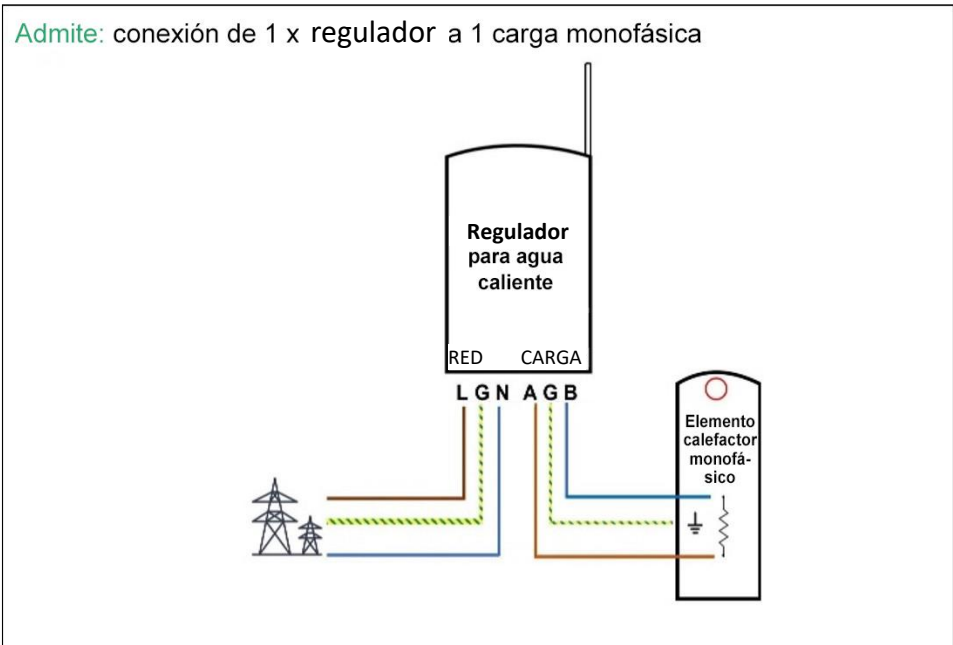 Admite: conexión de 1 x regulador a 1 carga monofásica
Regulador
para agua
caliente
RED CARGA
L G N A G B
Elemento
calefactor
monofá-
sico